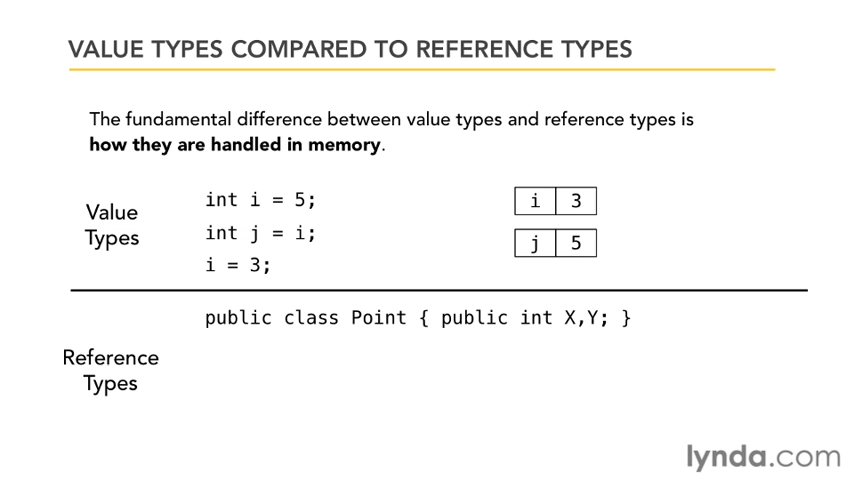 VALUE TYPES COMPARED TO REFERENCE TYPES
The fundamental difference between value types and reference types is
how they are handled in memory.
Value
Types
int i = 5;
int j = i;
i = 3;
i 3
j 5
public class Point { public int X,Y; }
Reference
Types
lynda.com